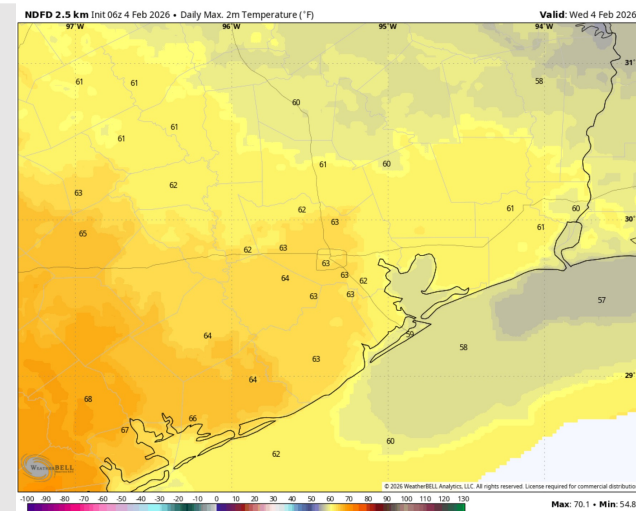 NDFD 2.5 km Init 06z 4 Feb 2026 • Daily Max. 2m Temperature (°F)
Valid: Wed 4 Feb 2026
97°W 96°W 95°W 94°W
31°
61 61 58
60
61 61
61 60
62
63 62 61 60
65 63 61 30°
62 63
63
64 63 62
63 63 57
64 59
63 58
64 29°
68
66
67
60
62
WeatherBELL
© 2026 WeatherBELL Analytics, LLC. All rights reserved. License required for commercial distributio
-100 -90 -80 -70 -60 -50 -40 -30 -20 -10 0 10 20 30 40 50 60 70 80 90 100 110 120 130
Max: 70.1 • Min: 54.8